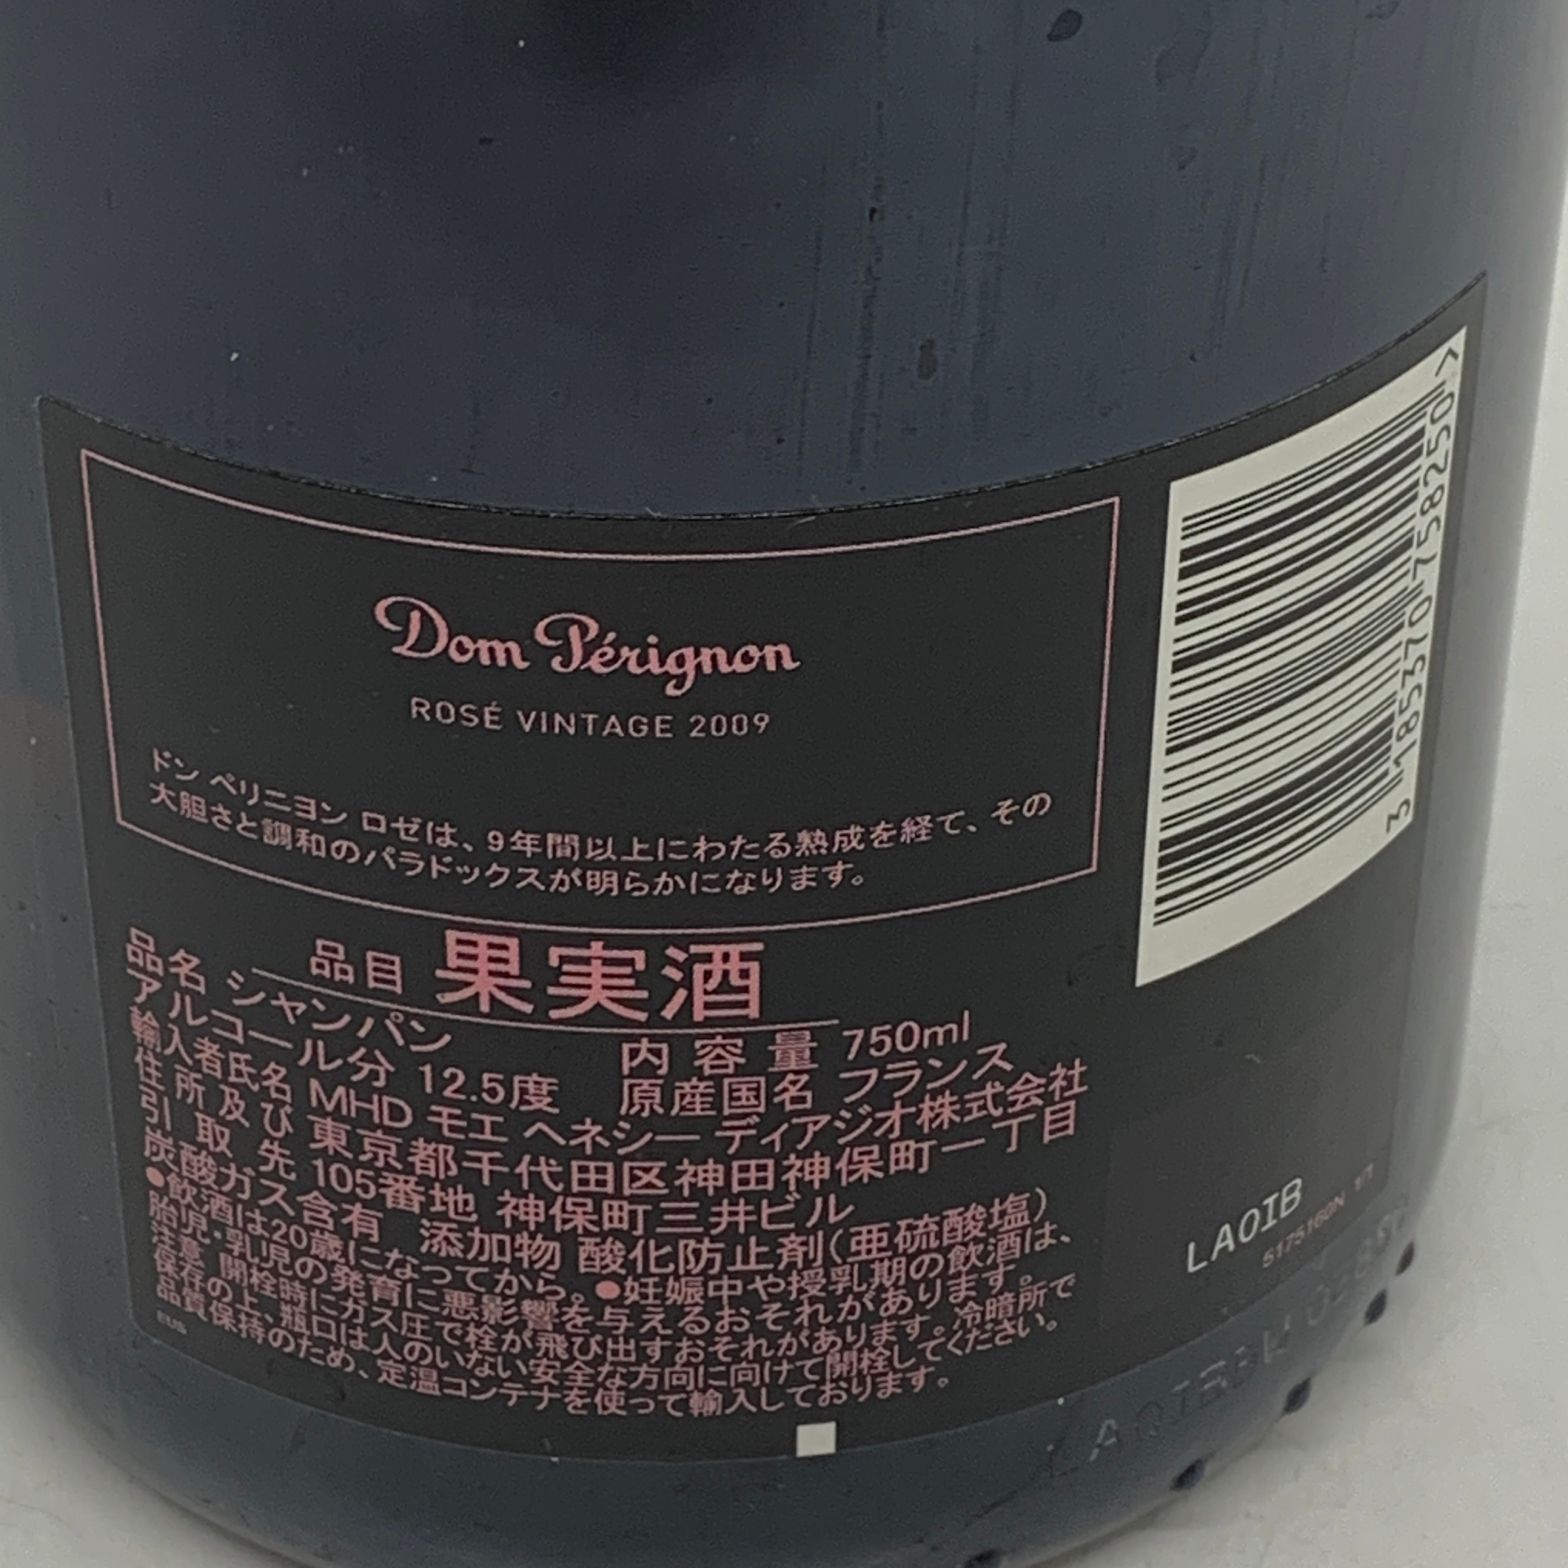 Dom Pérignon
ROSÉ VINTAGE 2009
ドン ペリニヨン ロゼは、9年間以上にわたる熟成を経て、その
大胆さと調和のパラドックスが明らかになります。
品目 果実酒
品名 シャンパン 内容量 750ml
アルコール分 12.5度 原産国名 フランス
輸入者氏名 MHD モエ ヘネシー ディアジオ株式会社
住所及び 東京都千代田区神田神保町一丁目
引取先 105番地 神保町三井ビル
炭酸ガス含有 添加物 酸化防止剤(亜硫酸塩)
●飲酒は20歳になってから。●妊娠中や授乳期の飲酒は、
胎児・乳児の発育に悪影響を与えるおそれがあります。
注意 開栓時にガス圧で栓が飛び出すおそれがあります。冷暗所で
保存の上、瓶口は人のいない安全な方向に向けて開栓してください。
品質保持のため、定温コンテナを使って輸入しております。
3 185370 758250 >
LAOIB